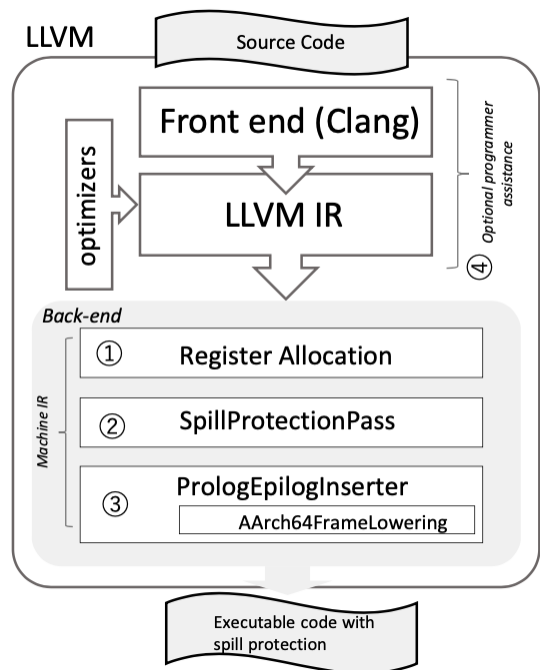 LLVM
Source Code
Front end (Clang)
optimizers
LLVM IR
④ Optional programmer
assistance
Back-end
Machine IR
① Register Allocation
② SpillProtectionPass
③ PrologEpilogInserter
AArch64FrameLowering
Executable code with
spill protection